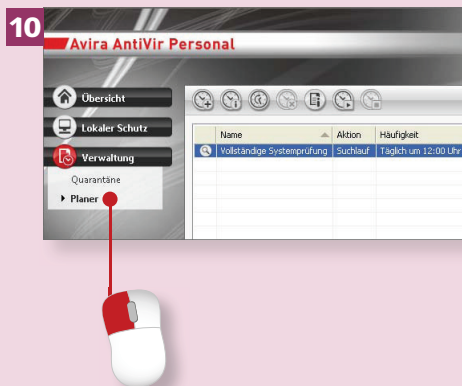 10
Avira AntiVir Personal
Übersicht
Lokaler Schutz
Verwaltung
Quarantäne
Planer
Name Aktion Häufigkeit
Vollständige Systemprüfung Suchlauf Täglich um 12:00 Uhr